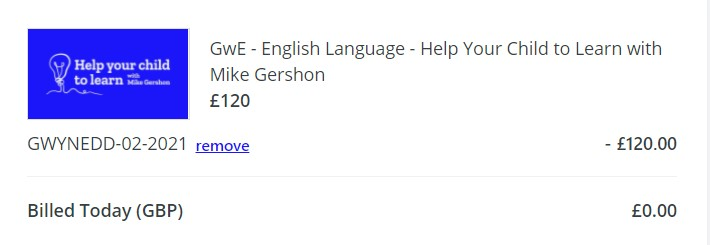 Help your child
to learn with Mike Gershon
GwE - English Language - Help Your Child to Learn with
Mike Gershon
£120
GWYNEDD-02-2021 remove - £120.00
Billed Today (GBP) £0.00